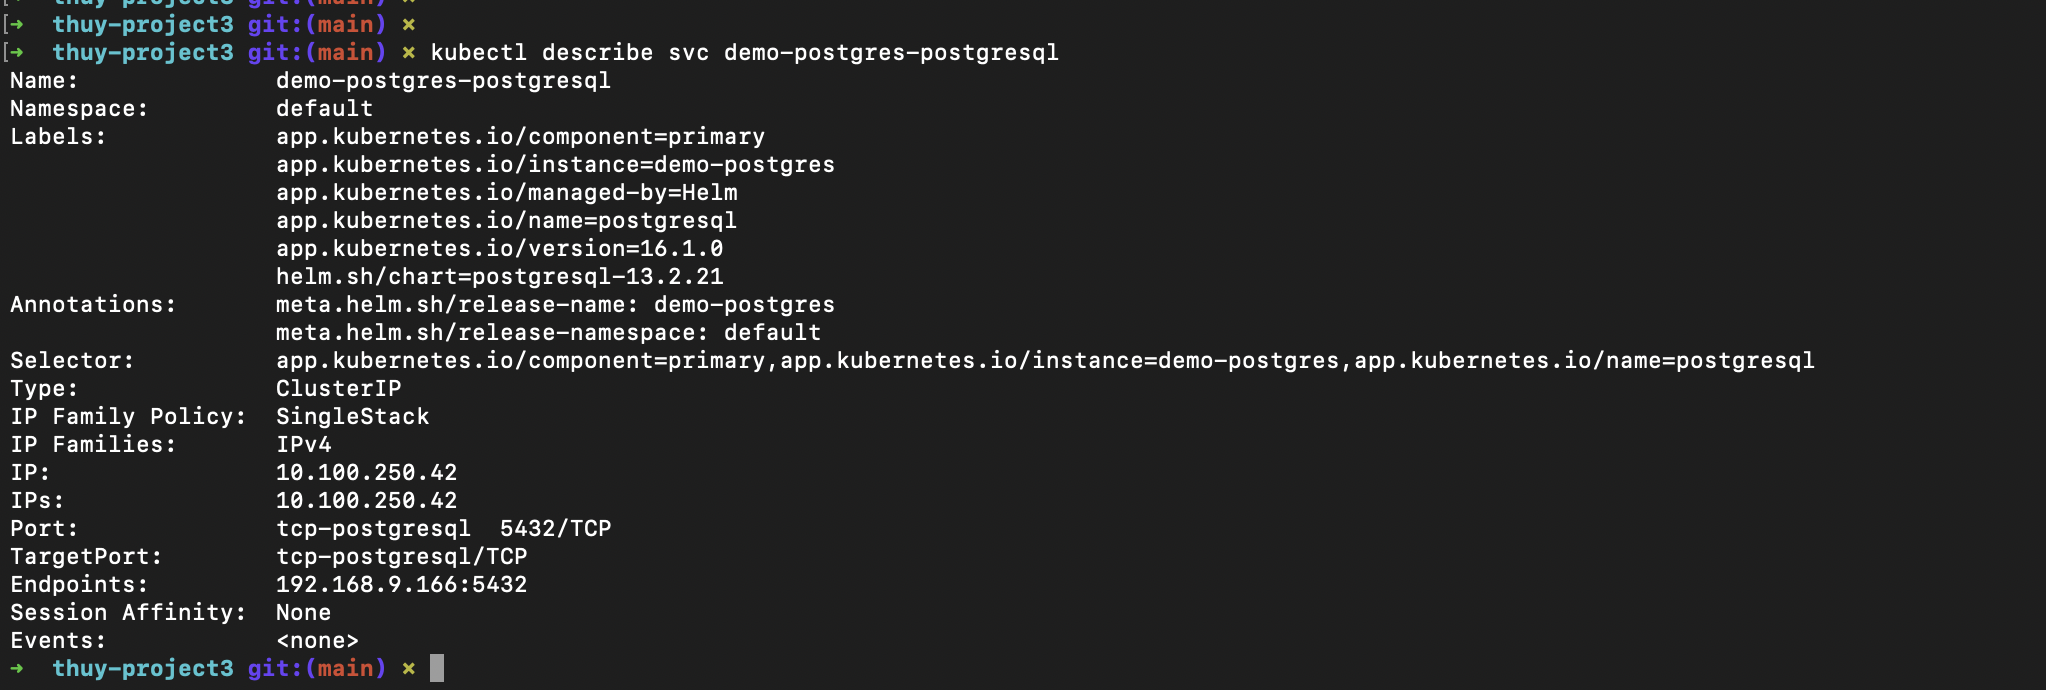 [➜  thuy-project3 git:(main) ×
[➜  thuy-project3 git:(main) ×
[➜  thuy-project3 git:(main) × kubectl describe svc demo-postgres-postgresql
Name:              demo-postgres-postgresql
Namespace:         default
Labels:            app.kubernetes.io/component=primary
                   app.kubernetes.io/instance=demo-postgres
                   app.kubernetes.io/managed-by=Helm
                   app.kubernetes.io/name=postgresql
                   app.kubernetes.io/version=16.1.0
                   helm.sh/chart=postgresql-13.2.21
Annotations:       meta.helm.sh/release-name: demo-postgres
                   meta.helm.sh/release-namespace: default
Selector:          app.kubernetes.io/component=primary,app.kubernetes.io/instance=demo-postgres,app.kubernetes.io/name=postgresql
Type:              ClusterIP
IP Family Policy:  SingleStack
IP Families:       IPv4
IP:                10.100.250.42
IPs:               10.100.250.42
Port:              tcp-postgresql  5432/TCP
TargetPort:        tcp-postgresql/TCP
Endpoints:         192.168.9.166:5432
Session Affinity:  None
Events:            <none>
➜  thuy-project3 git:(main) ×